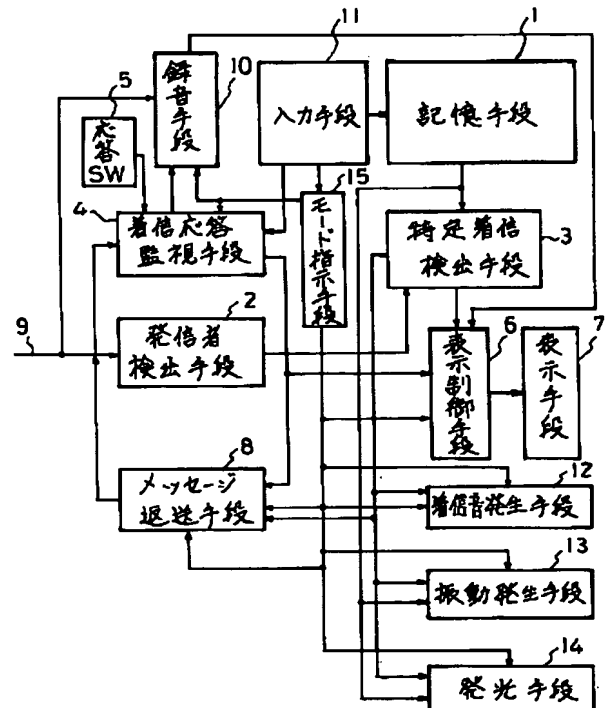 11
1
5
10
録音手段
入力手段
記憶手段
応答
SW
15
4
着信応答
監視手段
モード指示手段
特定着信
検出手段
3
2
9
発信者
検出手段
6
7
表示制御手段
表示手段
8
メッセージ
返送手段
12
着信音発生手段
13
振動発生手段
14
発光手段